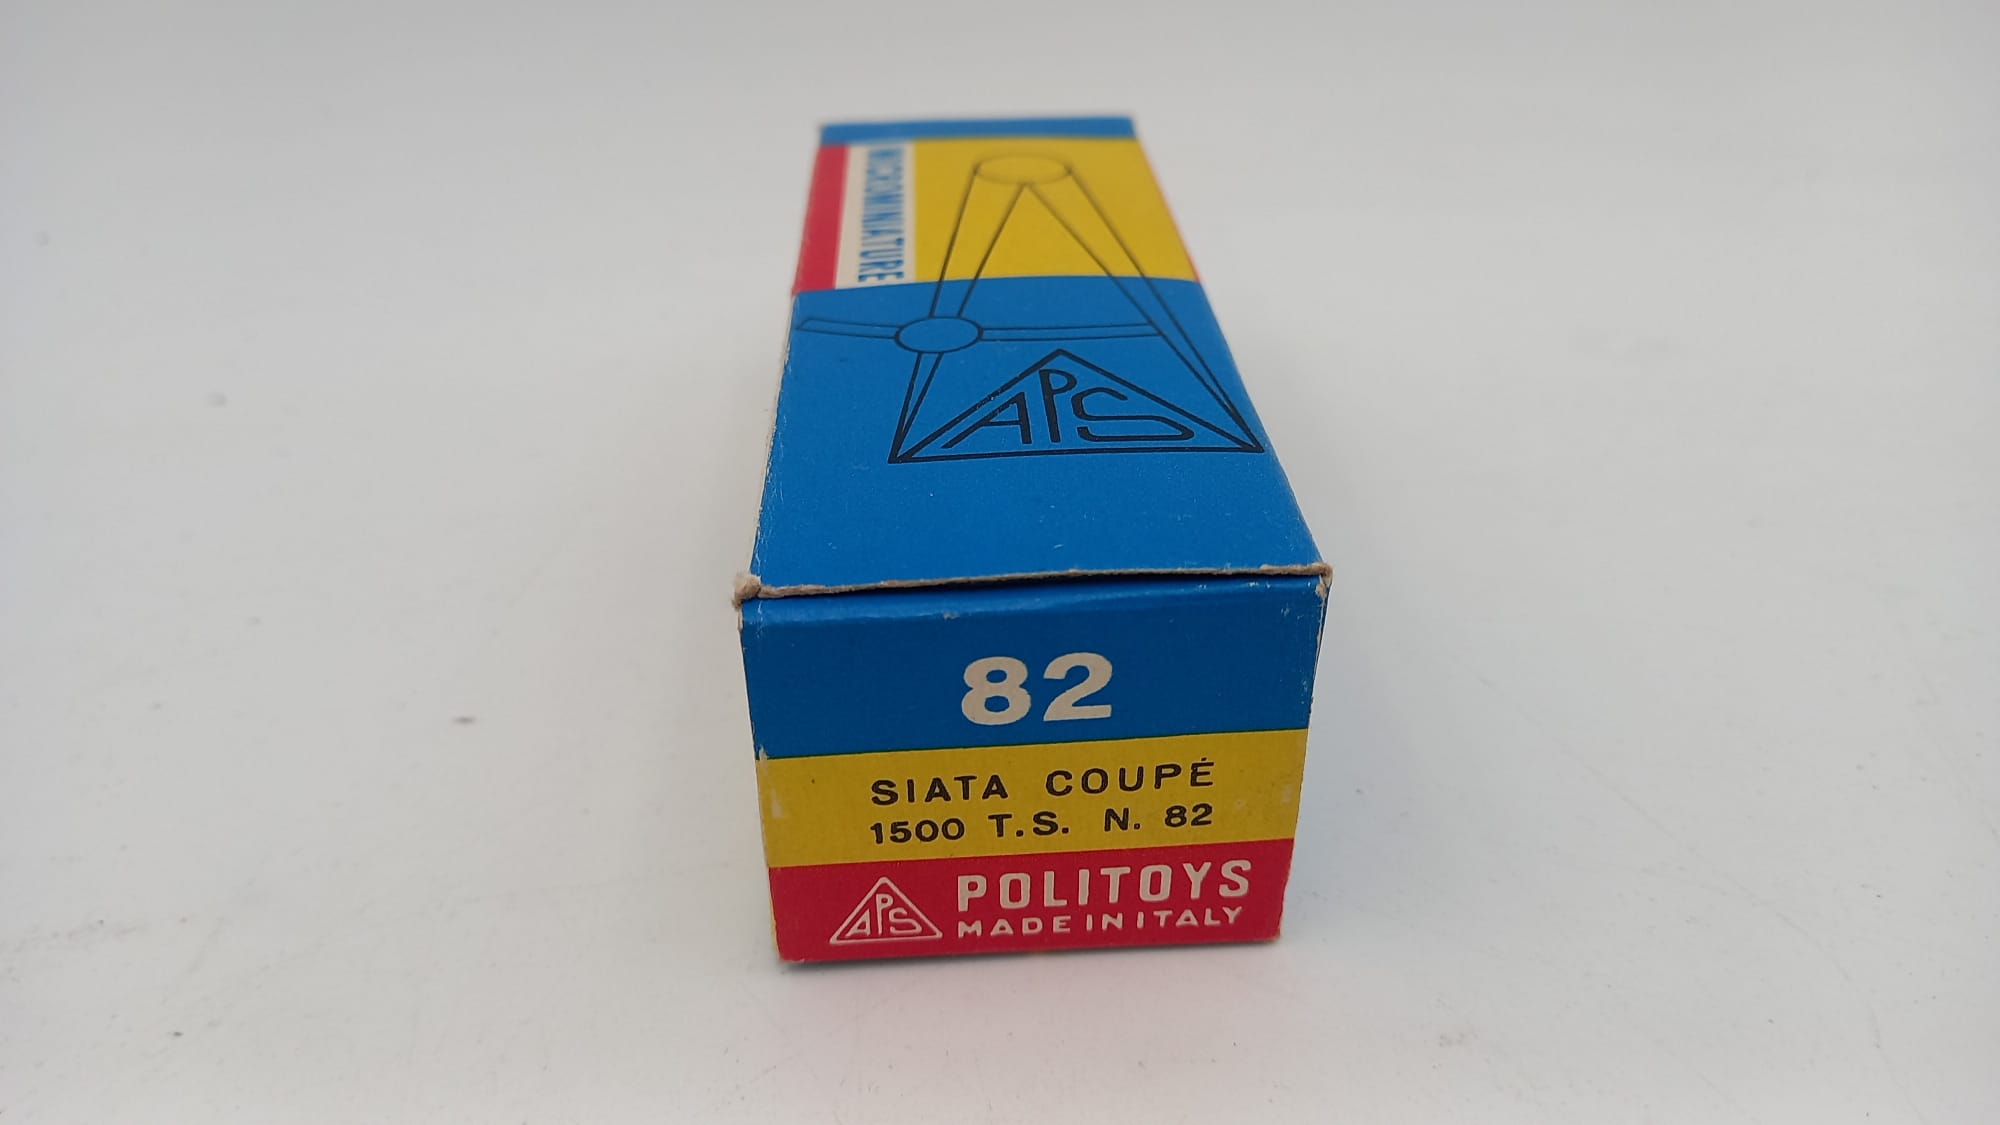 MICROMINIATURE
APS
82
SIATA COUPÉ
1500 T.S. N. 82
APS POLITOYS
MADE IN ITALY